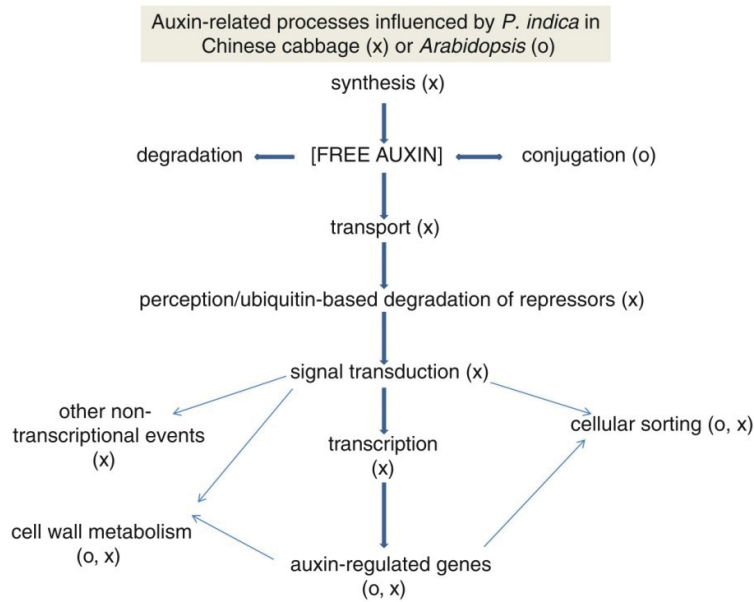 Auxin-related processes influenced by P. indica in
Chinese cabbage (x) or Arabidopsis (o)
synthesis (x)
degradation
[FREE AUXIN]
conjugation (o)
transport (x)
perception/ubiquitin-based degradation of repressors (x)
signal transduction (x)
other non-
transcriptional events
(x)
transcription
(x)
cellular sorting (o, x)
cell wall metabolism
(o, x)
auxin-regulated genes
(o, x)